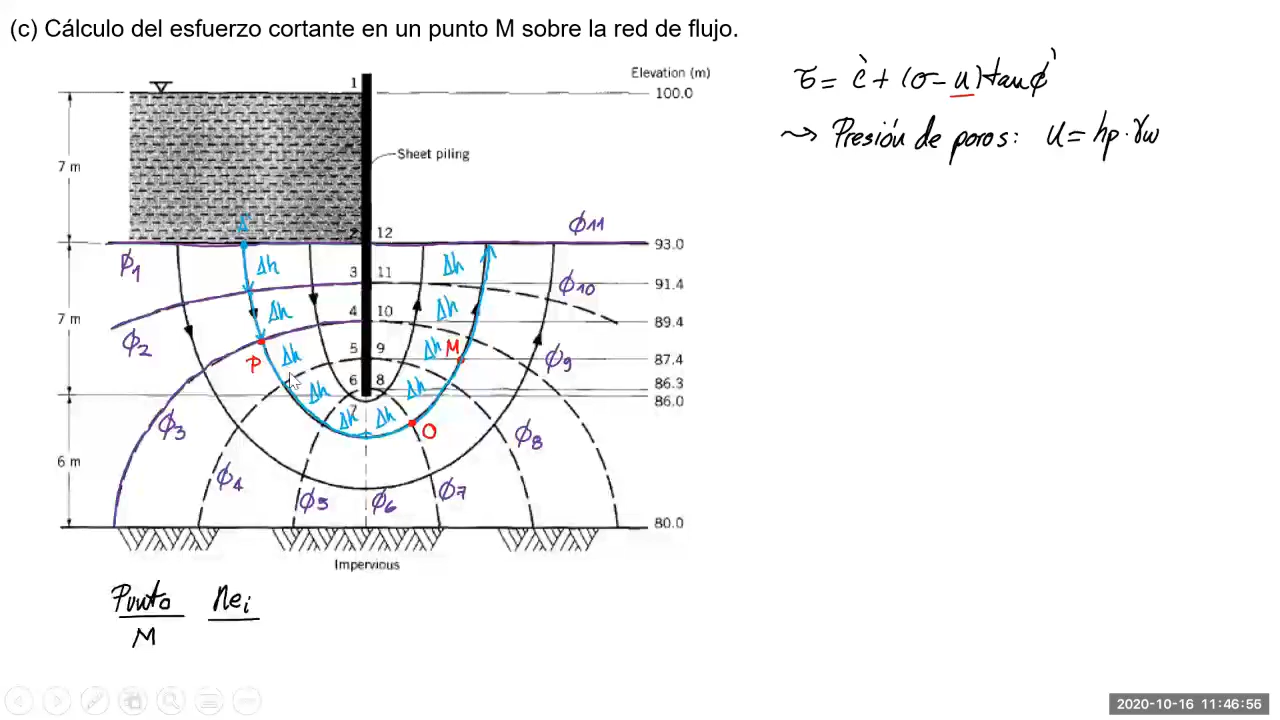 (c) Cálculo del esfuerzo cortante en un punto M sobre la red de flujo.
τ = c' + (σ - u) tan ϕ'
⇝ Presión de poros: u = hp · γw
Elevation (m)
1
100.0
Sheet piling
7 m
S
2
12
ϕ11
93.0
ϕ1
Δh
Δh
3
11
91.4
ϕ10
Δh
Δh
4
10
89.4
7 m
ϕ2
P
Δh
5
9
Δh
M
87.4
ϕ9
6
8
Δh
Δh
86.3
86.0
7
Δh
Δh
O
ϕ3
ϕ8
6 m
ϕ4
ϕ5
ϕ6
ϕ7
80.0
Impervious
Punto
nei
M
2020-10-16 11:46:56